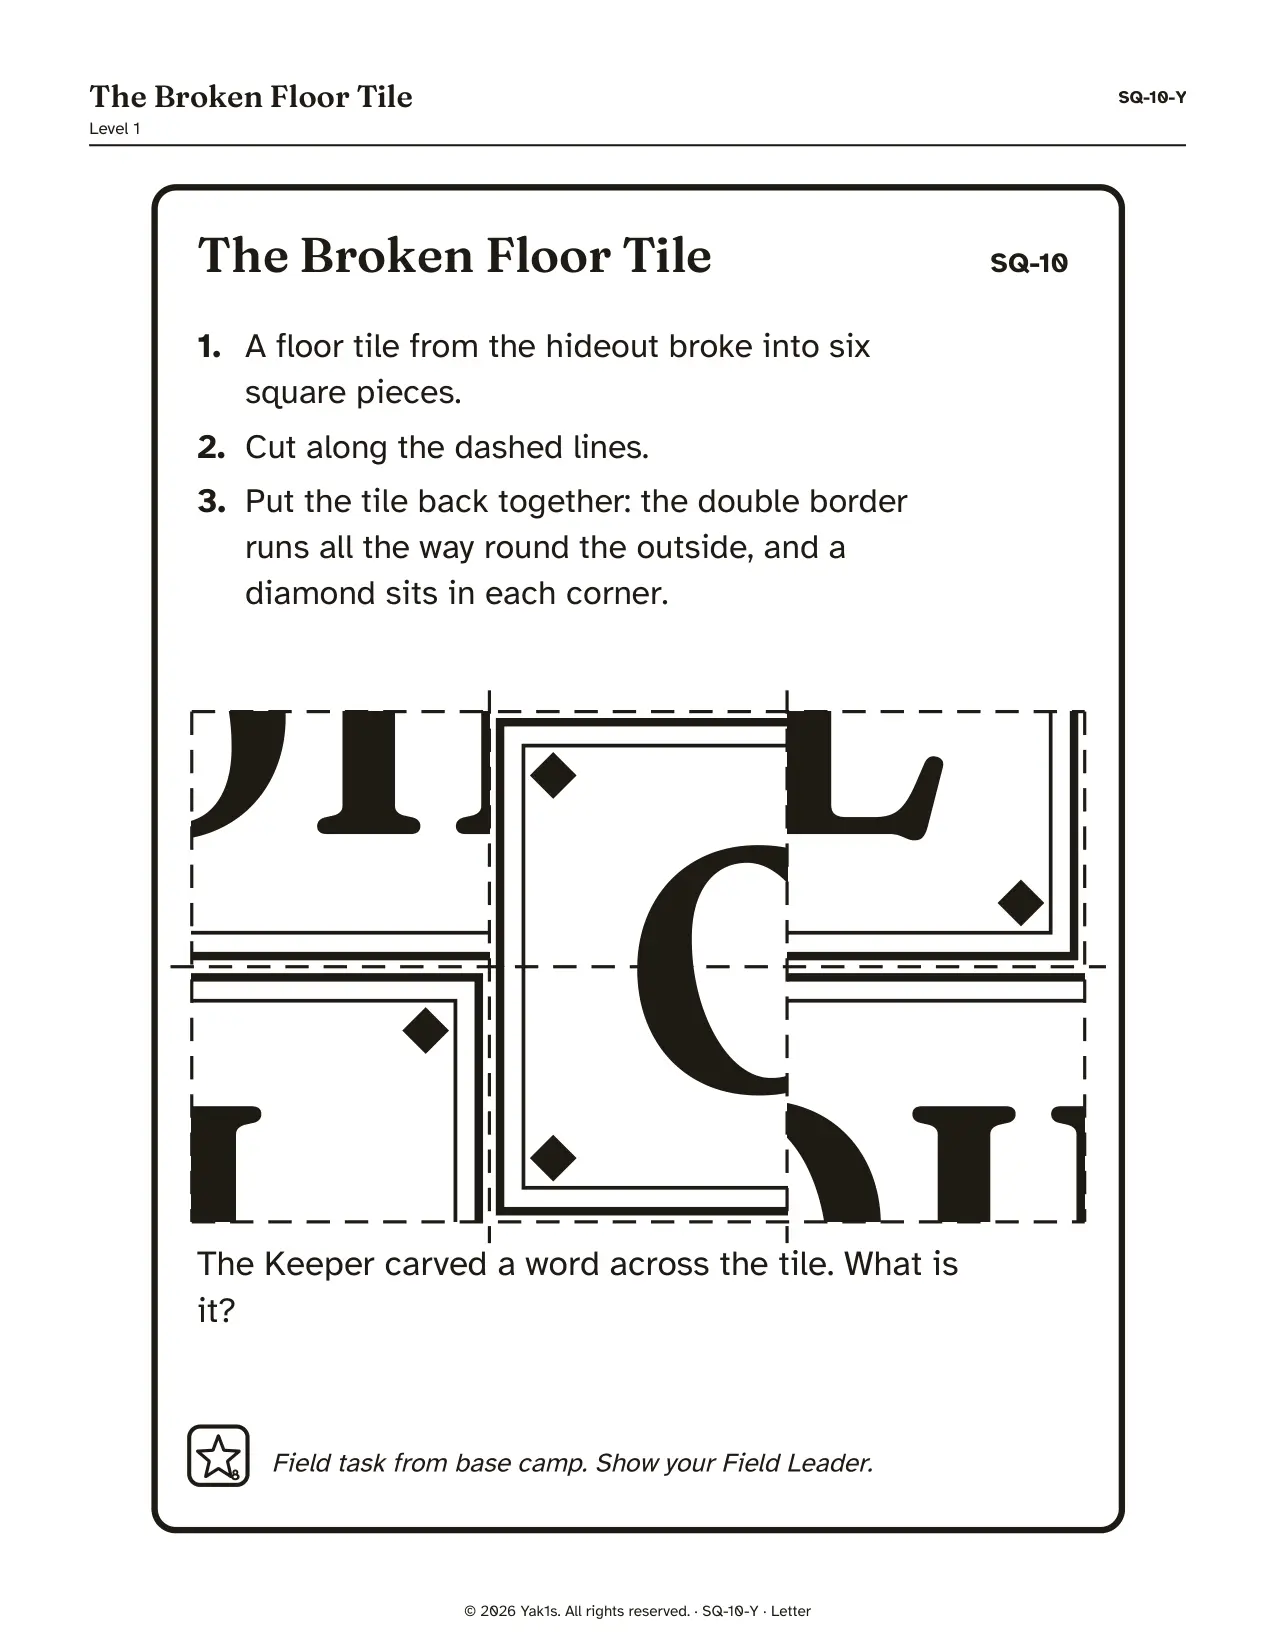 The Broken Floor Tile
SQ-10-Y
Level 1
The Broken Floor Tile
SQ-10
1. A floor tile from the hideout broke into six
square pieces.
2. Cut along the dashed lines.
3. Put the tile back together: the double border
runs all the way round the outside, and a
diamond sits in each corner.
The Keeper carved a word across the tile. What is
it?
8
Field task from base camp. Show your Field Leader.
© 2026 Yak1s. All rights reserved. · SQ-10-Y · Letter